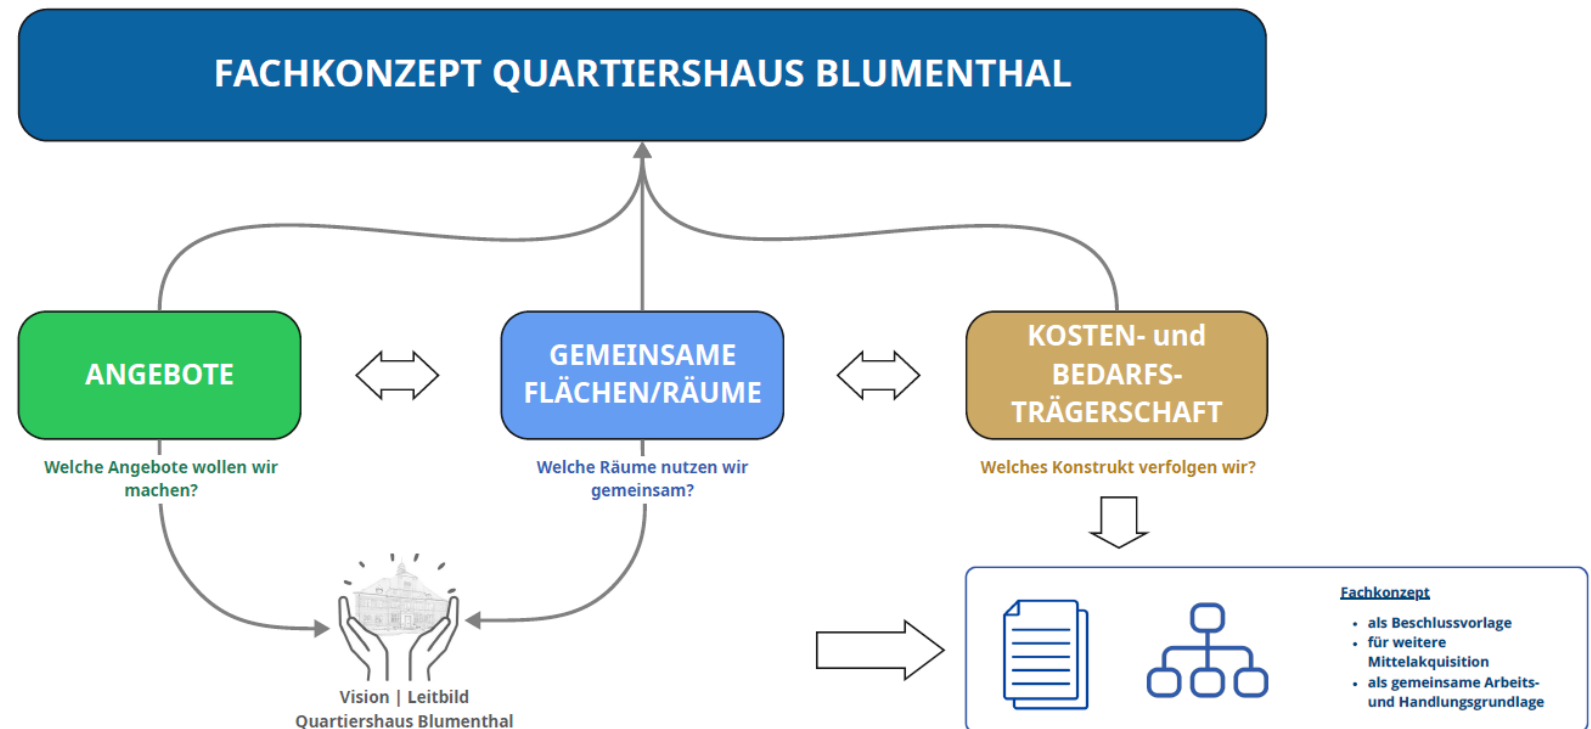 FACHKONZEPT QUARTIERSHAUS BLUMENTHAL
ANGEBOTE
GEMEINSAME
FLÄCHEN/RÄUME
KOSTEN- und
BEDARFS-
TRÄGERSCHAFT
Welche Angebote wollen wir
machen?
Welche Räume nutzen wir
gemeinsam?
Welches Konstrukt verfolgen wir?
Vision | Leitbild
Quartiershaus Blumenthal
Fachkonzept
• als Beschlussvorlage
• für weitere
Mittelakquisition
• als gemeinsame Arbeits-
und Handlungsgrundlage